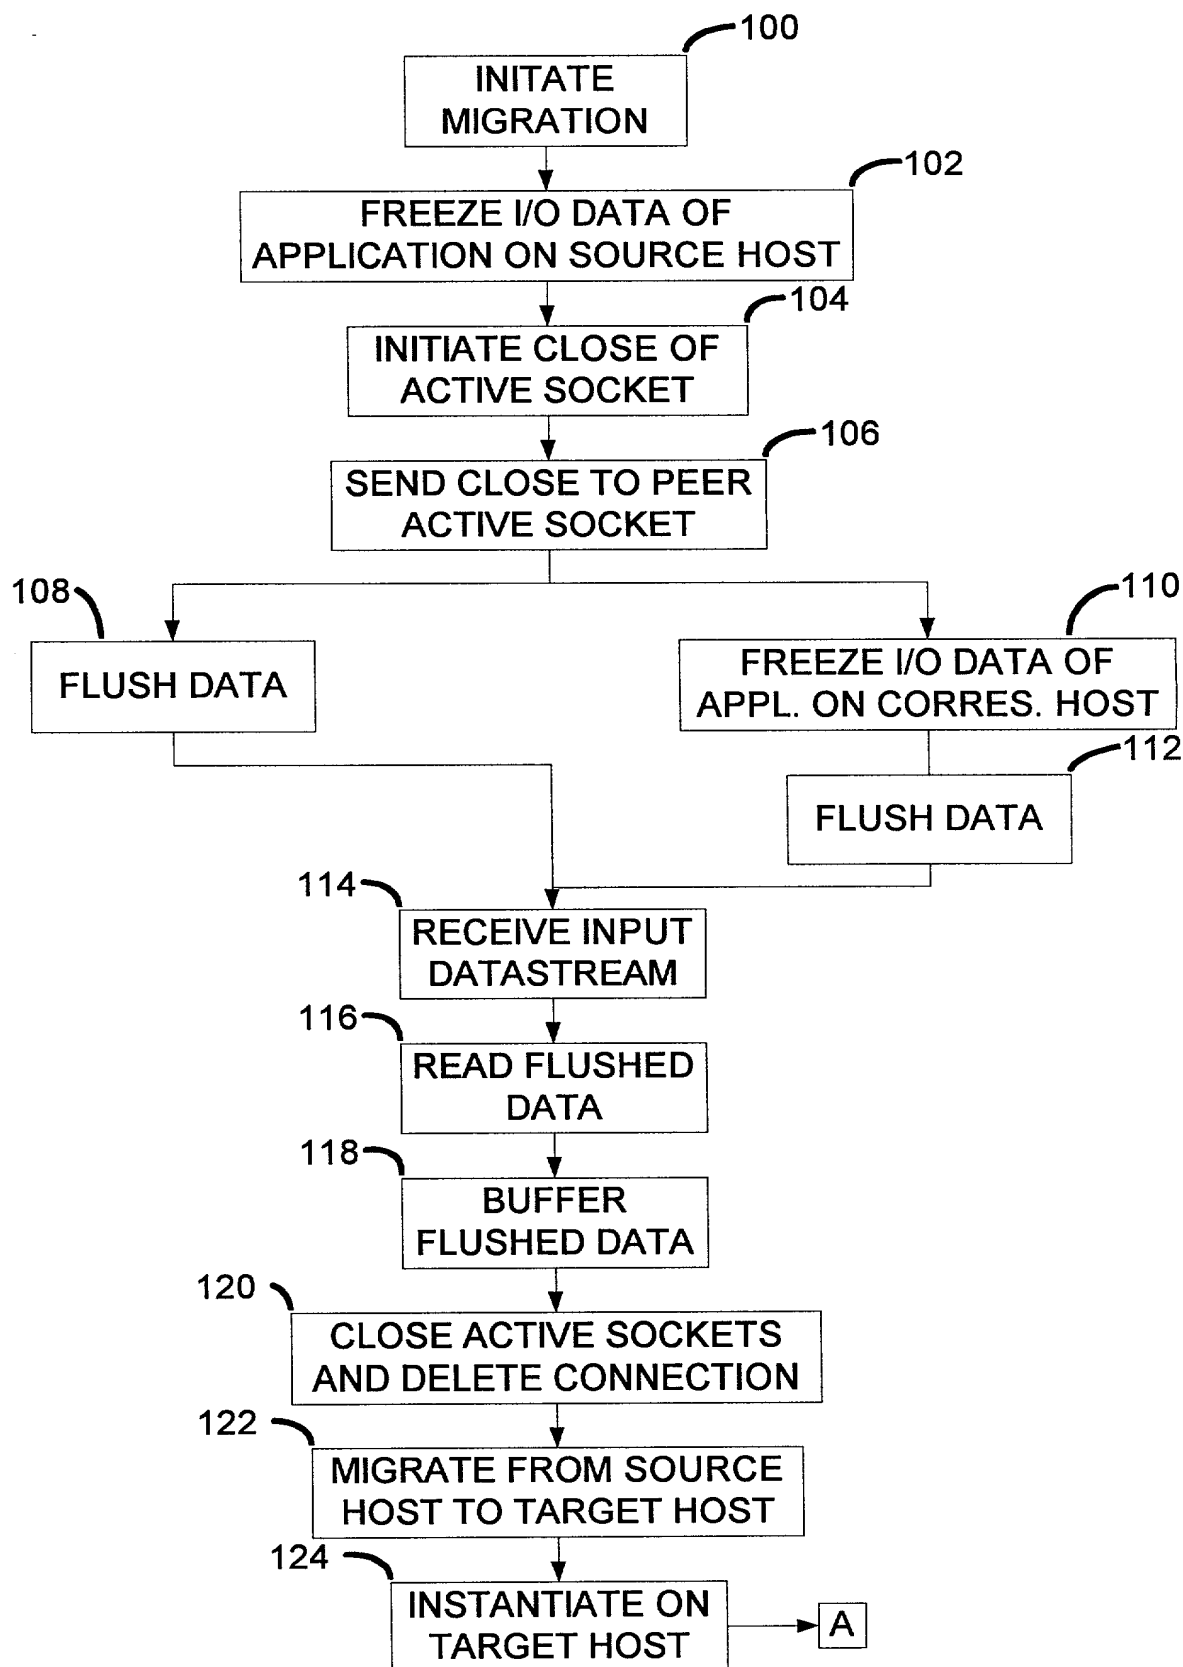 100
INITATE
MIGRATION
102
FREEZE I/O DATA OF
APPLICATION ON SOURCE HOST
104
INITIATE CLOSE OF
ACTIVE SOCKET
106
SEND CLOSE TO PEER
ACTIVE SOCKET
108
FLUSH DATA
110
FREEZE I/O DATA OF
APPL. ON CORRES. HOST
112
FLUSH DATA
114
RECEIVE INPUT
DATASTREAM
116
READ FLUSHED
DATA
118
BUFFER
FLUSHED DATA
120
CLOSE ACTIVE SOCKETS
AND DELETE CONNECTION
122
MIGRATE FROM SOURCE
HOST TO TARGET HOST
124
INSTANTIATE ON
TARGET HOST
A